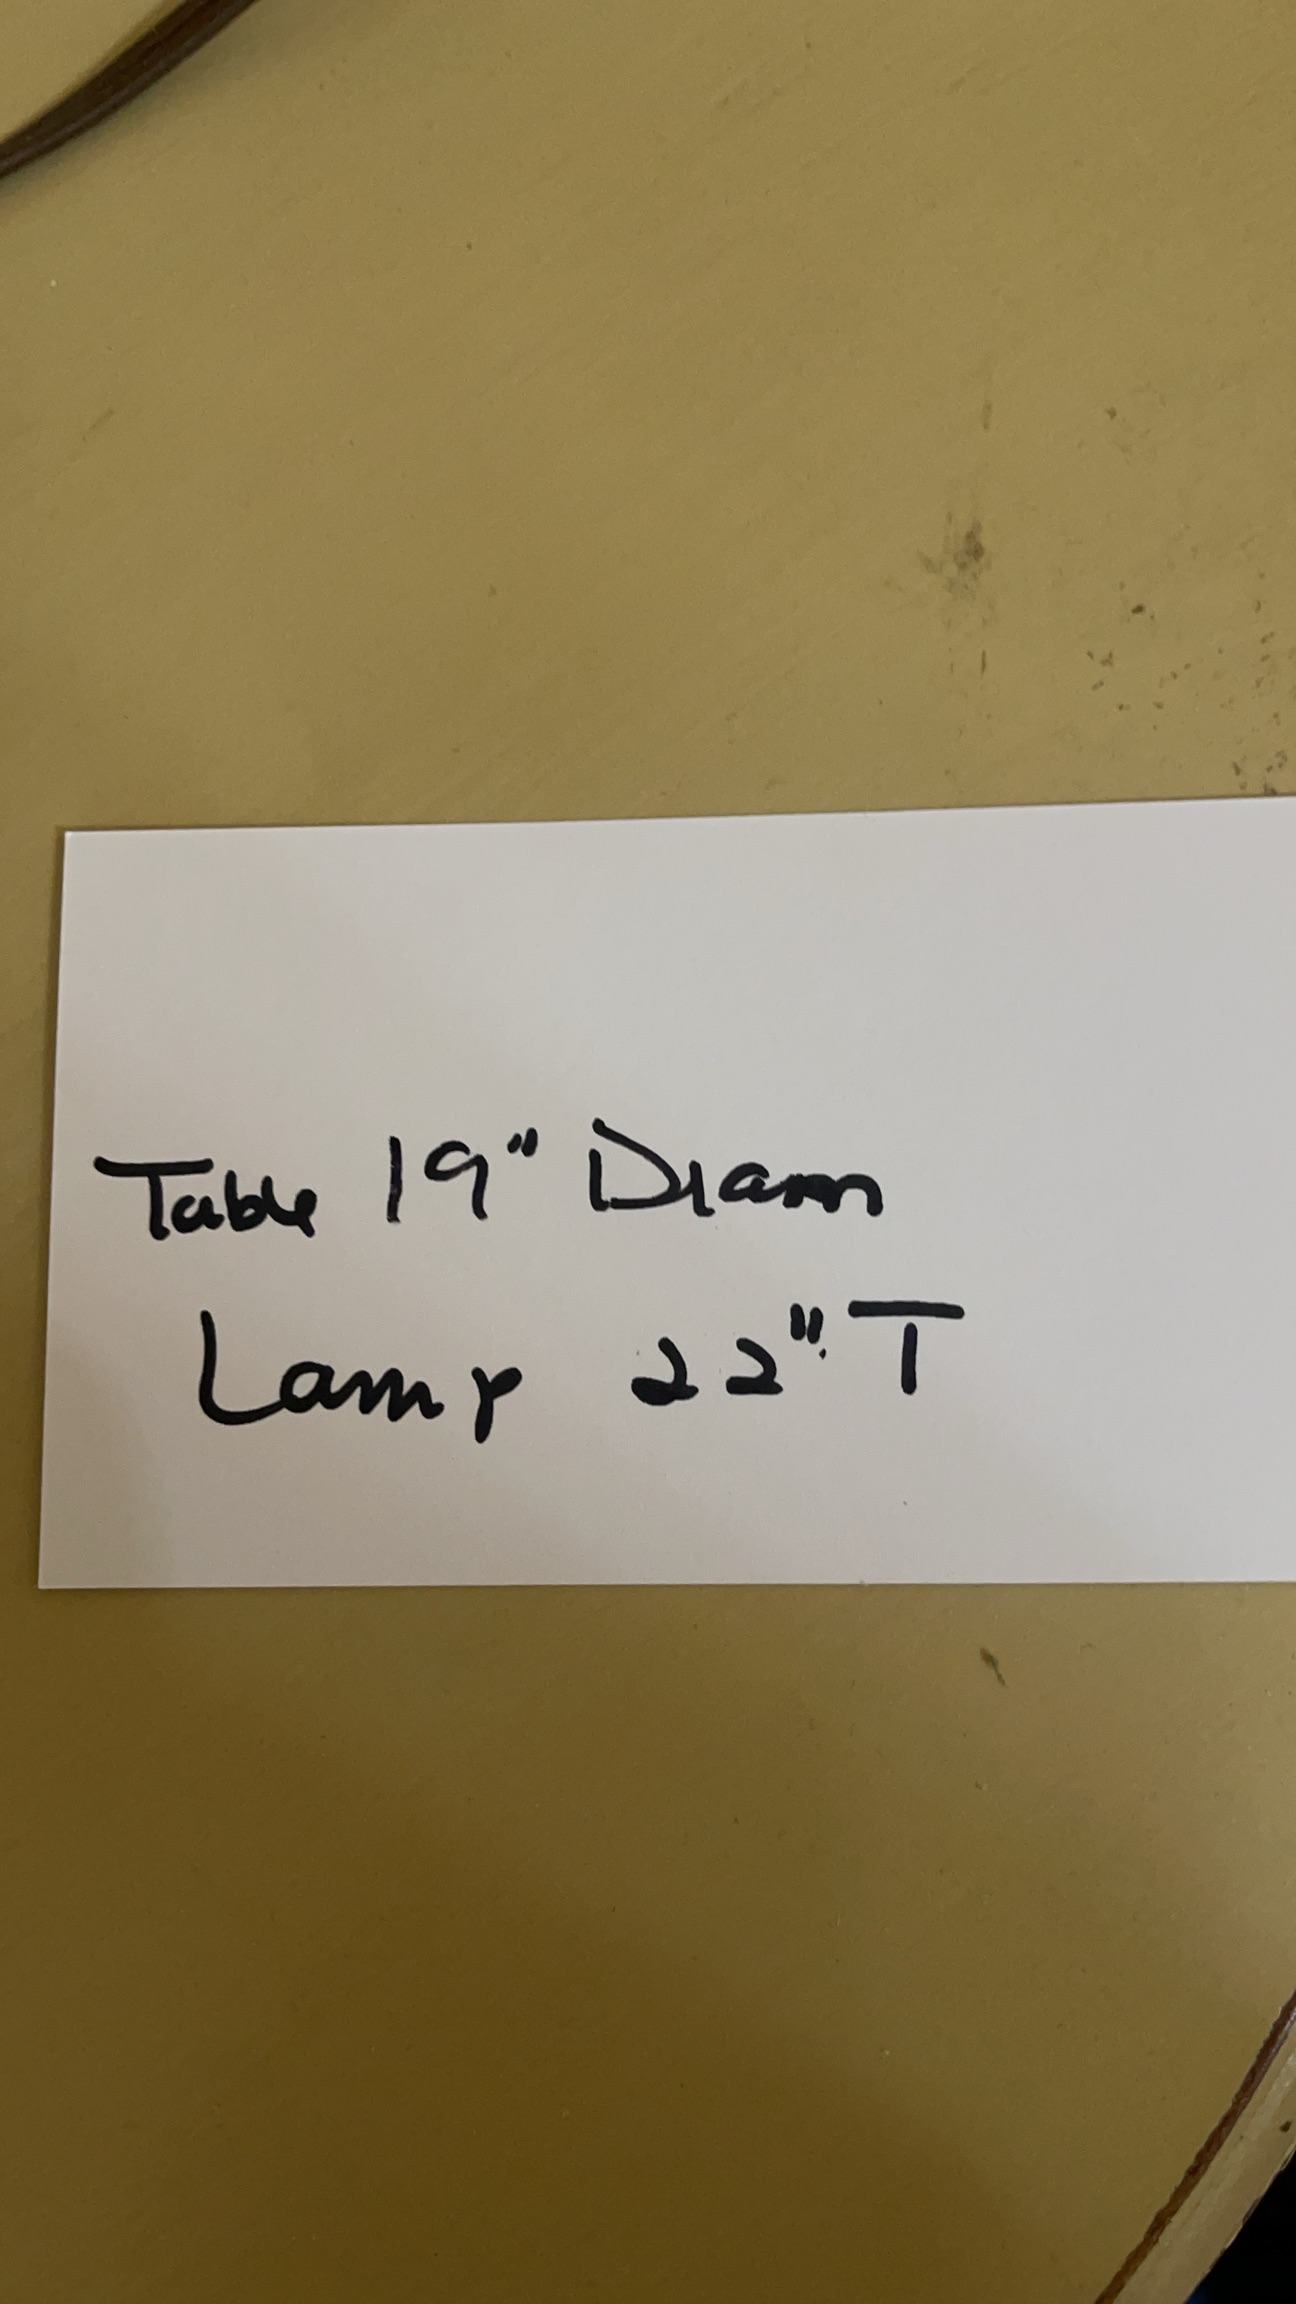 Table 19" Diam
Lamp 22" T